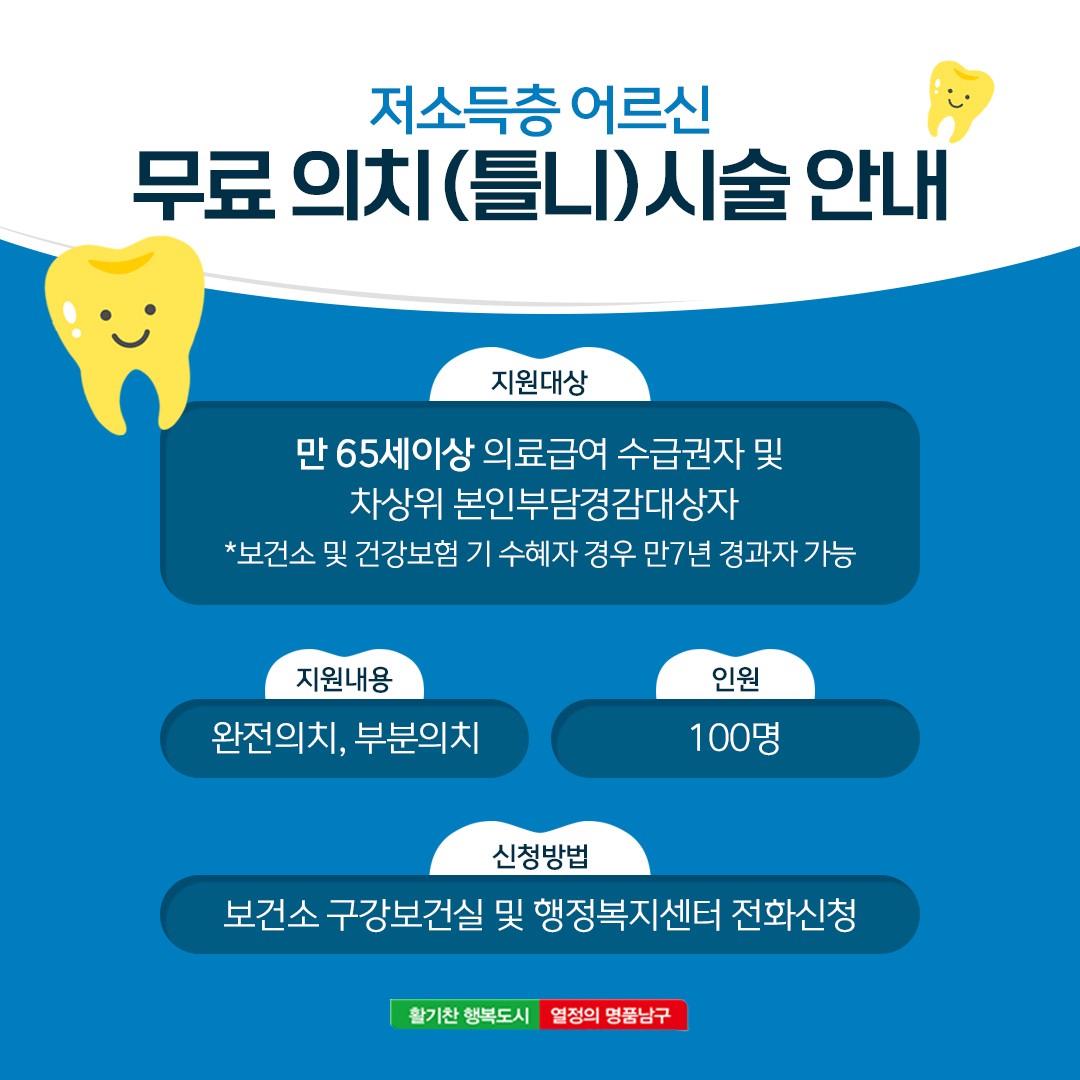 저소득층 어르신
무료 의치(틀니)시술 안내
지원대상
만 65세이상 의료급여 수급권자 및
차상위 본인부담경감대상자
*보건소 및 건강보험 기 수혜자 경우 만7년 경과자 가능
지원내용
완전의치, 부분의치
인원
100명
신청방법
보건소 구강보건실 및 행정복지센터 전화신청
활기찬 행복도시 열정의 명품남구